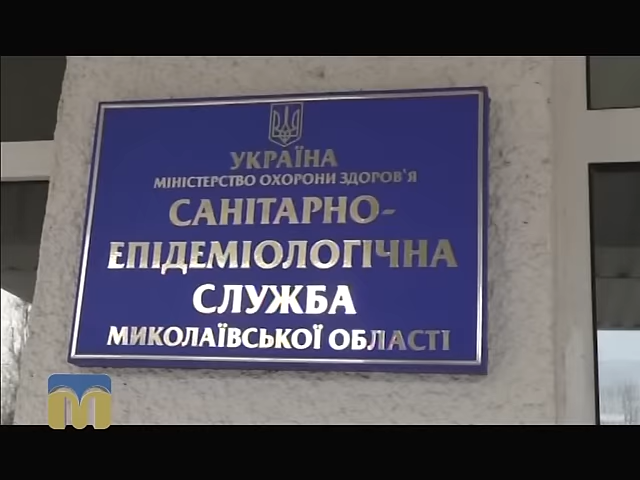 УКРАЇНА
МІНІСТЕРСТВО ОХОРОНИ ЗДОРОВ'Я
САНІТАРНО-
ЕПІДЕМІОЛОГІЧНА
СЛУЖБА
МИКОЛАЇВСЬКОЇ ОБЛАСТІ
М